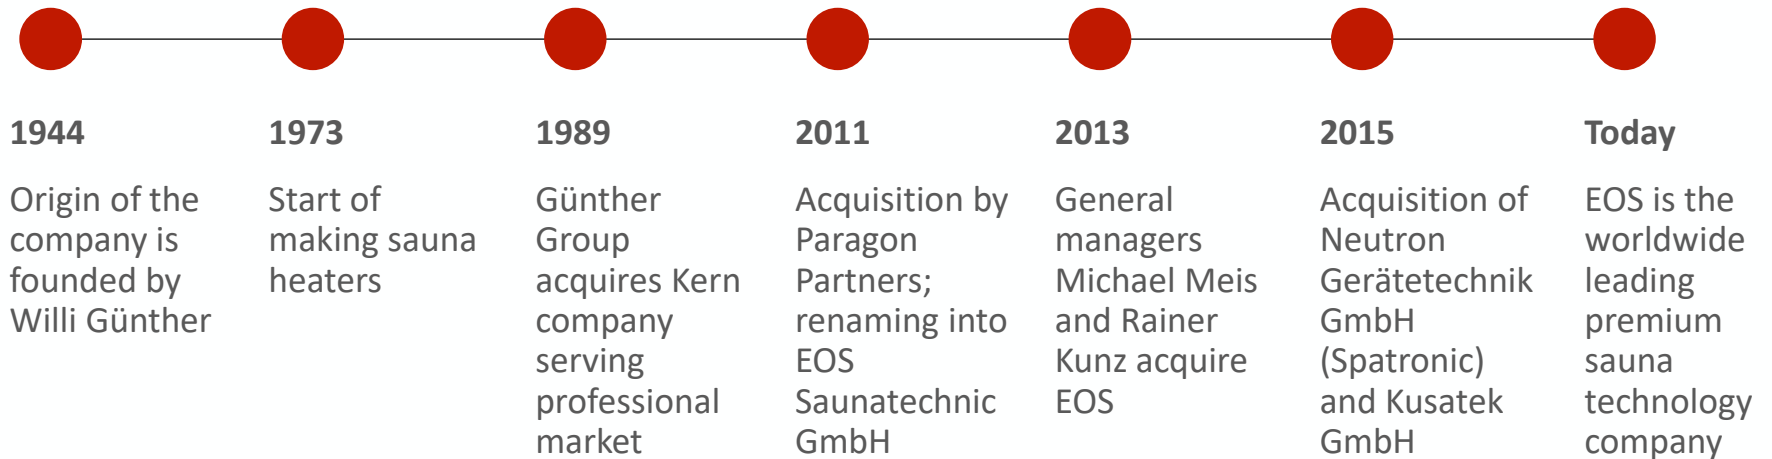 1944
Origin of the
company is
founded by
Willi Günther
1973
Start of
making sauna
heaters
1989
Günther
Group
acquires Kern
company
serving
professional
market
2011
Acquisition by
Paragon
Partners;
renaming into
EOS
Saunatechnic
GmbH
2013
General
managers
Michael Meis
and Rainer
Kunz acquire
EOS
2015
Acquisition of
Neutron
Gerätetechnik
GmbH
(Spatronic)
and Kusatek
GmbH
Today
EOS is the
worldwide
leading
premium
sauna
technology
company